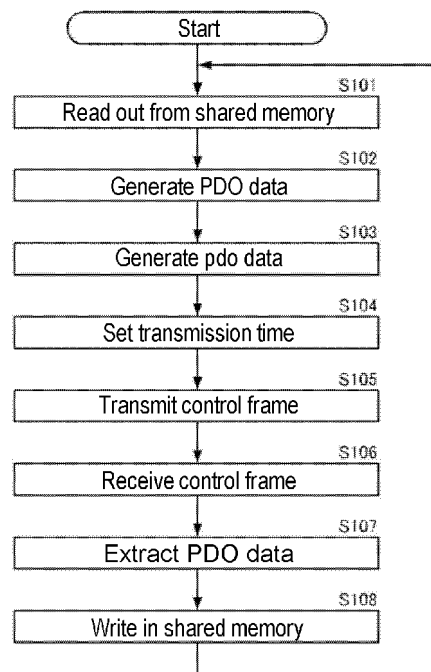 Start
S101
Read out from shared memory
S102
Generate PDO data
S103
Generate pdo data
S104
Set transmission time
S105
Transmit control frame
S106
Receive control frame
S107
Extract PDO data
S108
Write in shared memory